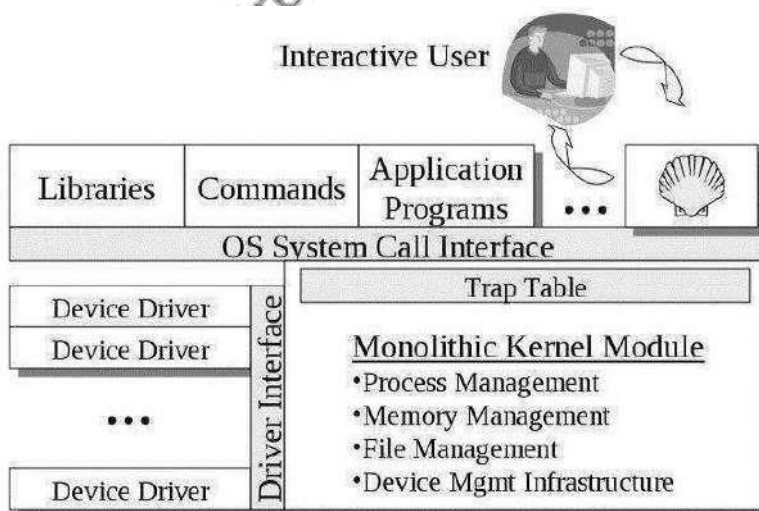 Interactive User
Libraries
Commands
Application
Programs
•••
OS System Call Interface
Trap Table
Device Driver
Device Driver
•••
Device Driver
Driver Interface
Monolithic Kernel Module
•Process Management
•Memory Management
•File Management
•Device Mgmt Infrastructure